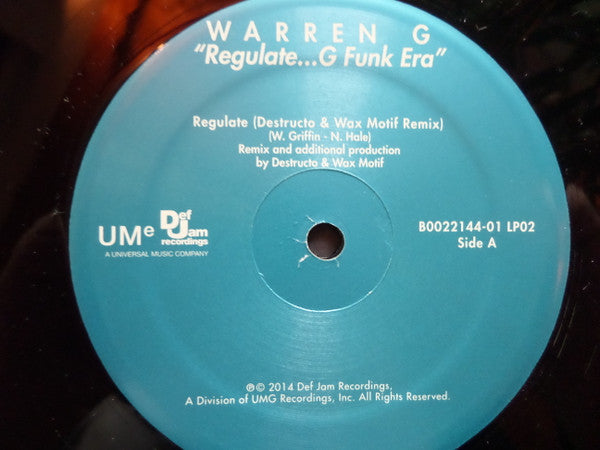 WARREN G
"Regulate...G Funk Era"
Regulate (Destructo & Wax Motif Remix)
(W. Griffin - N. Hale)
Remix and additional production
by Destructo & Wax Motif
UMe Def Jam recordings
A UNIVERSAL MUSIC COMPANY
B0022144-01 LP02
Side A
℗© 2014 Def Jam Recordings,
A Division of UMG Recordings, Inc. All Rights Reserved.